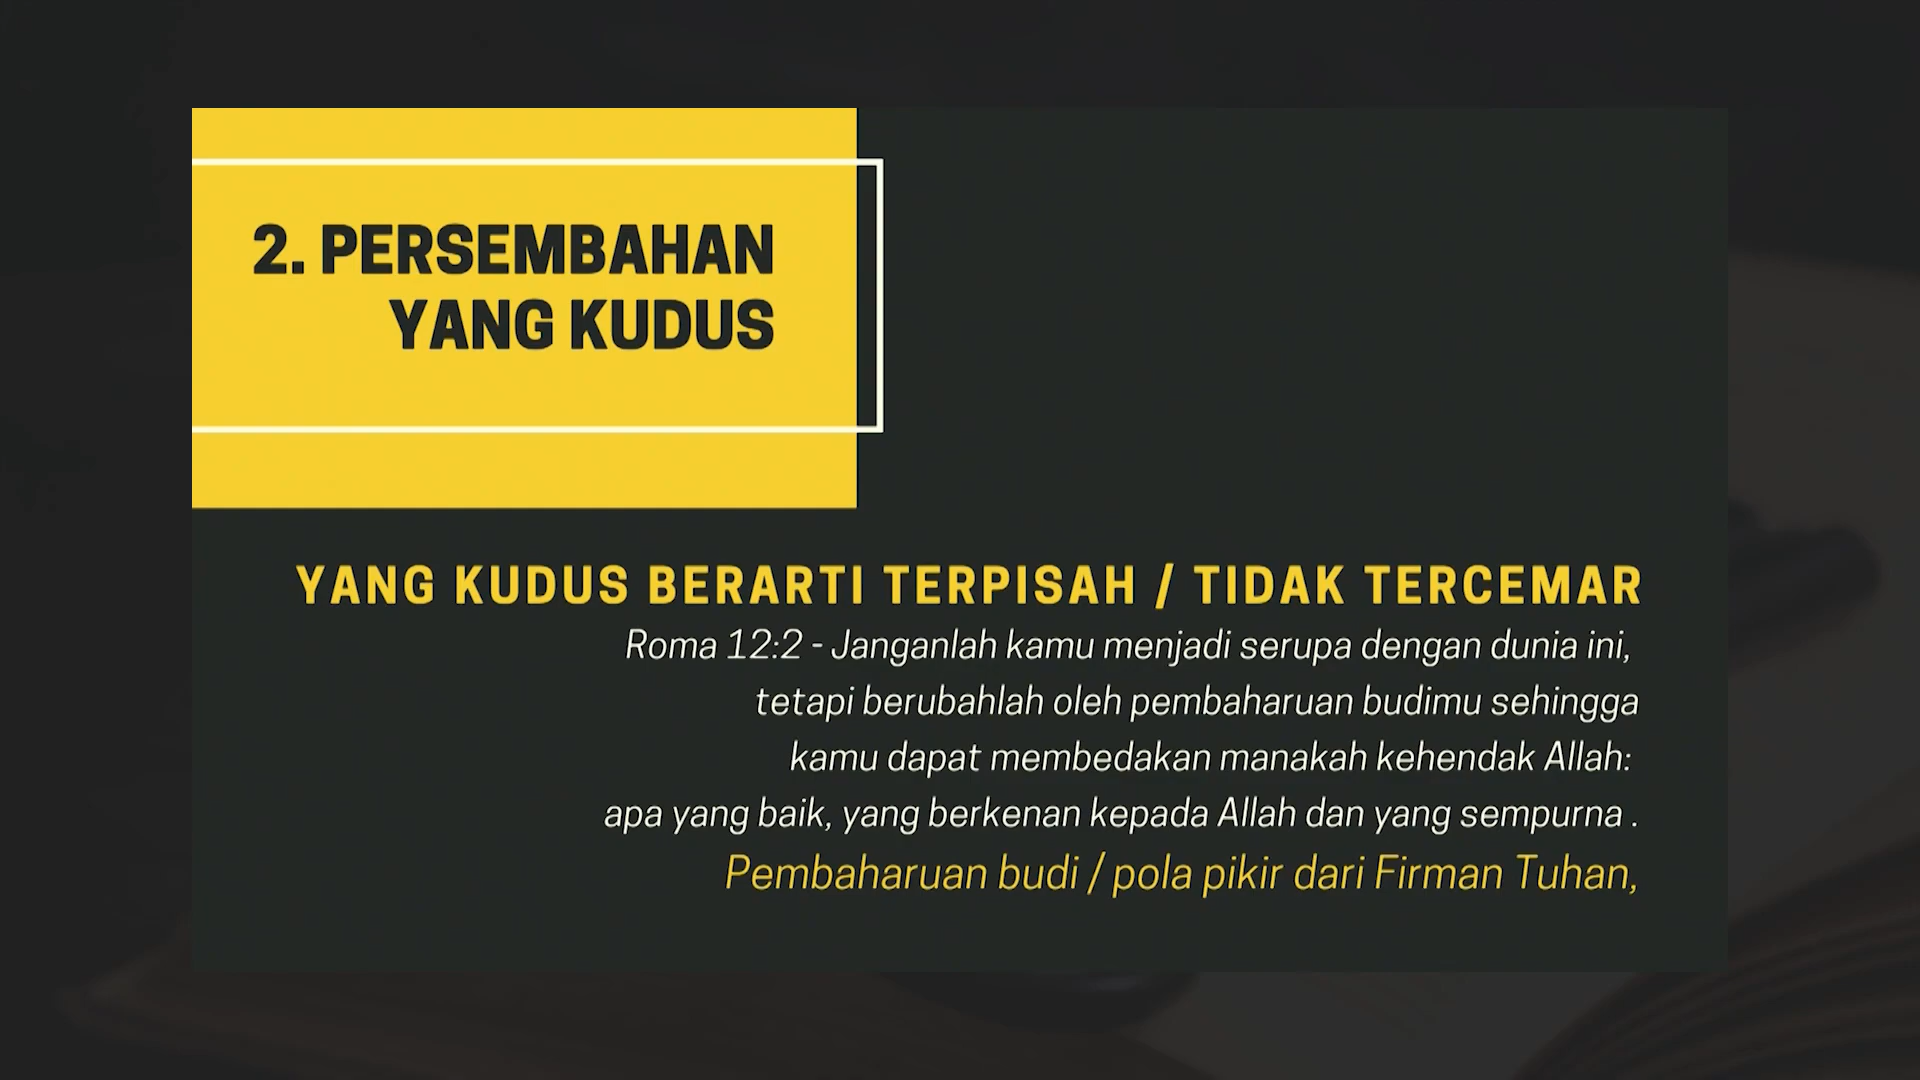 2. PERSEMBAHAN
YANG KUDUS
YANG KUDUS BERARTI TERPISAH / TIDAK TERCEMAR
Roma 12:2 - Janganlah kamu menjadi serupa dengan dunia ini,
tetapi berubahlah oleh pembaharuan budimu sehingga
kamu dapat membedakan manakah kehendak Allah:
apa yang baik, yang berkenan kepada Allah dan yang sempurna .
Pembaharuan budi / pola pikir dari Firman Tuhan,